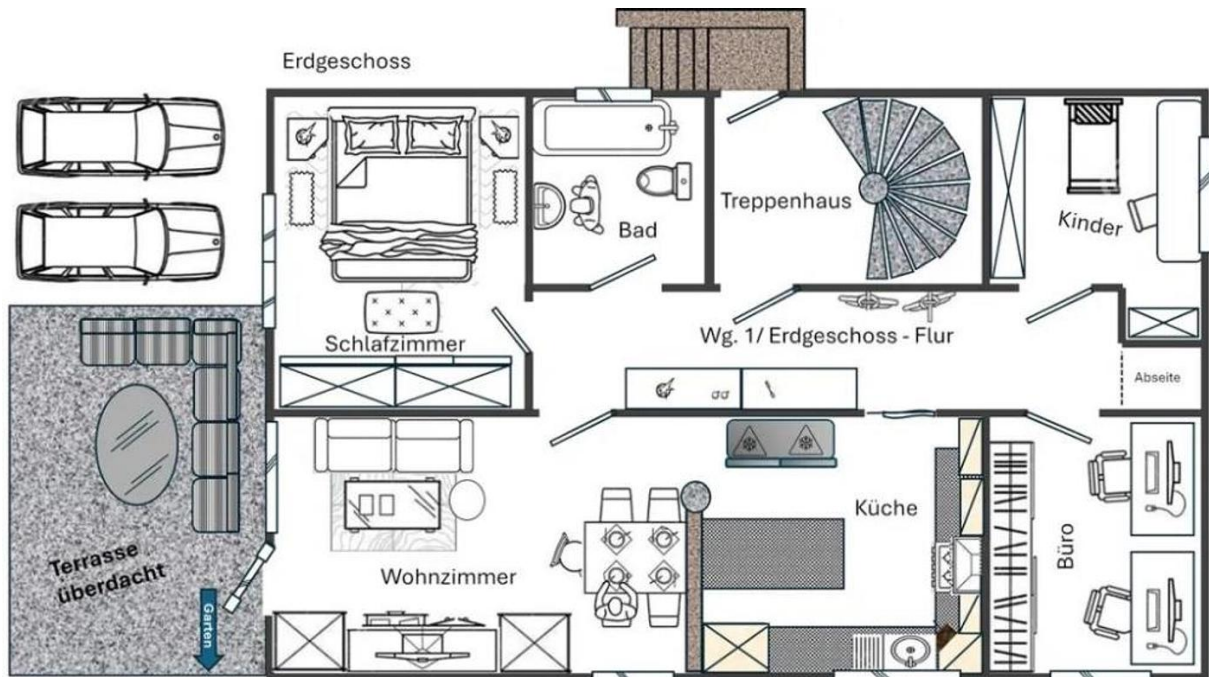 Erdgeschoss
Treppenhaus
Bad
Kinder
Wg. 1/ Erdgeschoss - Flur
Schlafzimmer
Abseite
Küche
Büro
Wohnzimmer
Terrasse
überdacht
Garten